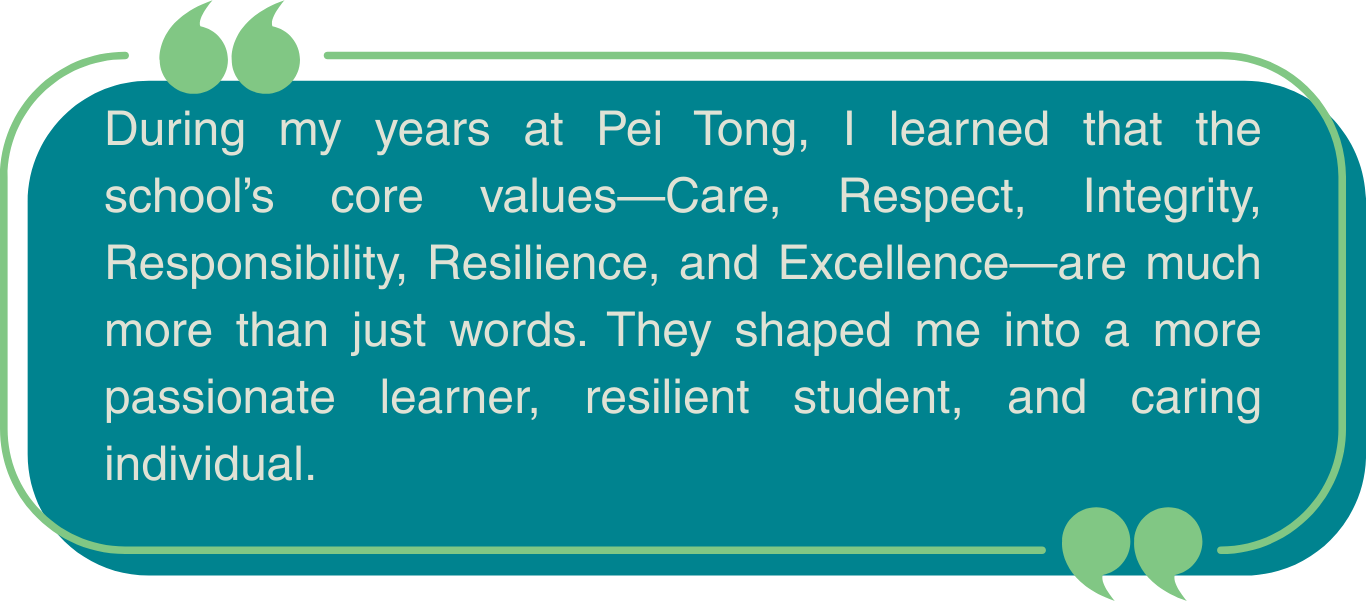 During my years at Pei Tong, I learned that the
school’s core values—Care, Respect, Integrity,
Responsibility, Resilience, and Excellence—are much
more than just words. They shaped me into a more
passionate learner, resilient student, and caring
individual.